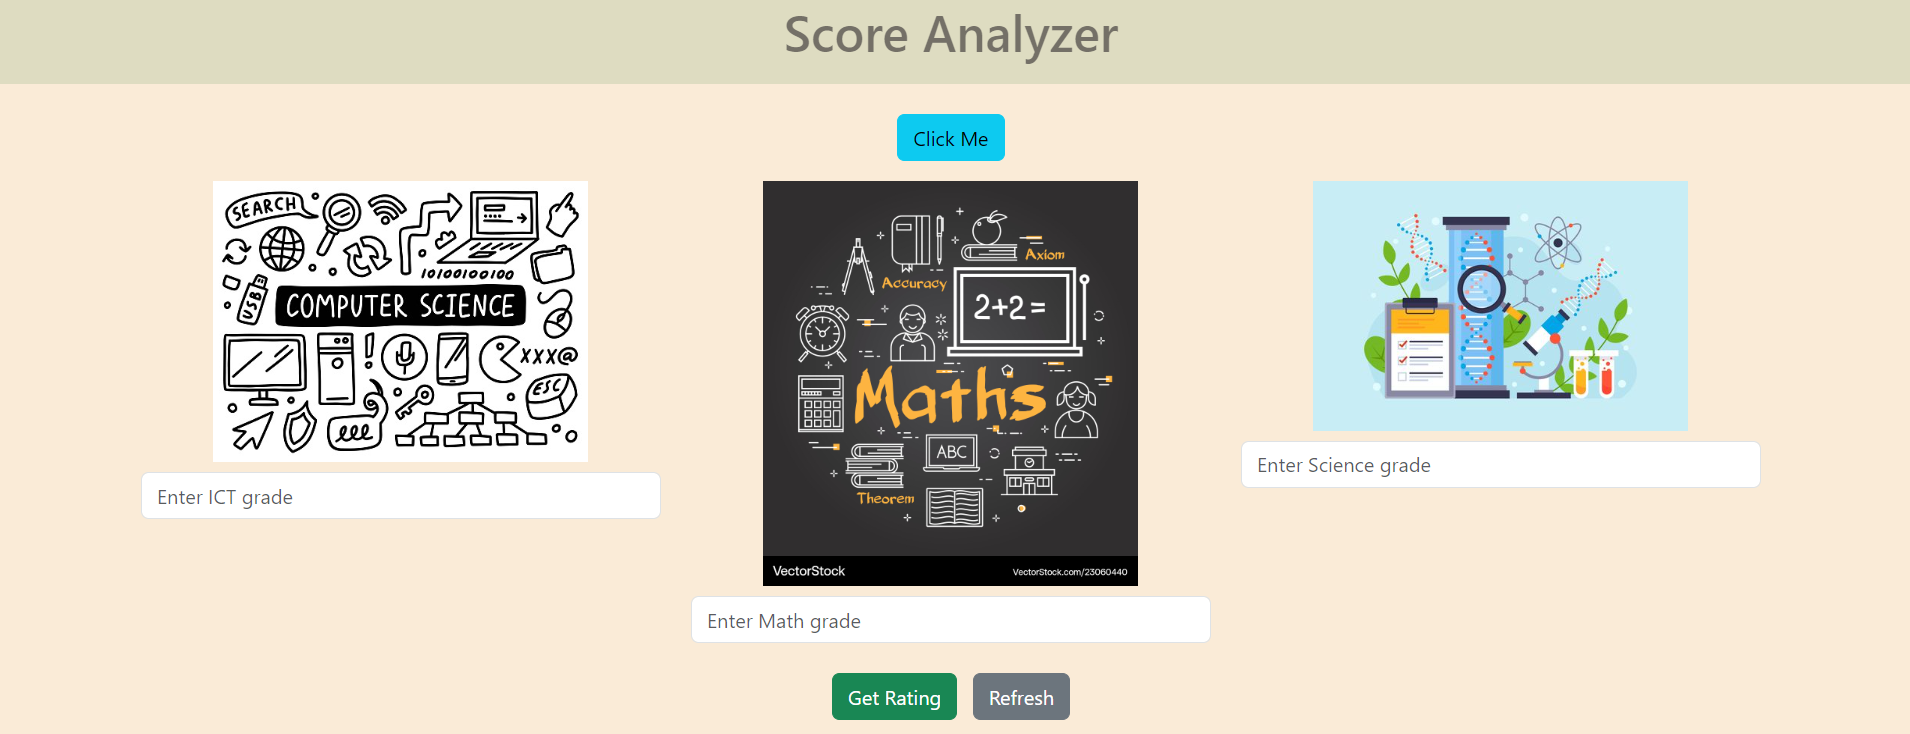 Score Analyzer
Click Me
SEARCH
10100100100
USB
COMPUTER SCIENCE
XXX@
ESC
Enter ICT grade
Axiom
Accuracy
2+2=
Maths
ABC
Theorem
VectorStock
VectorStock.com/23060440
Enter Math grade
Enter Science grade
Get Rating
Refresh